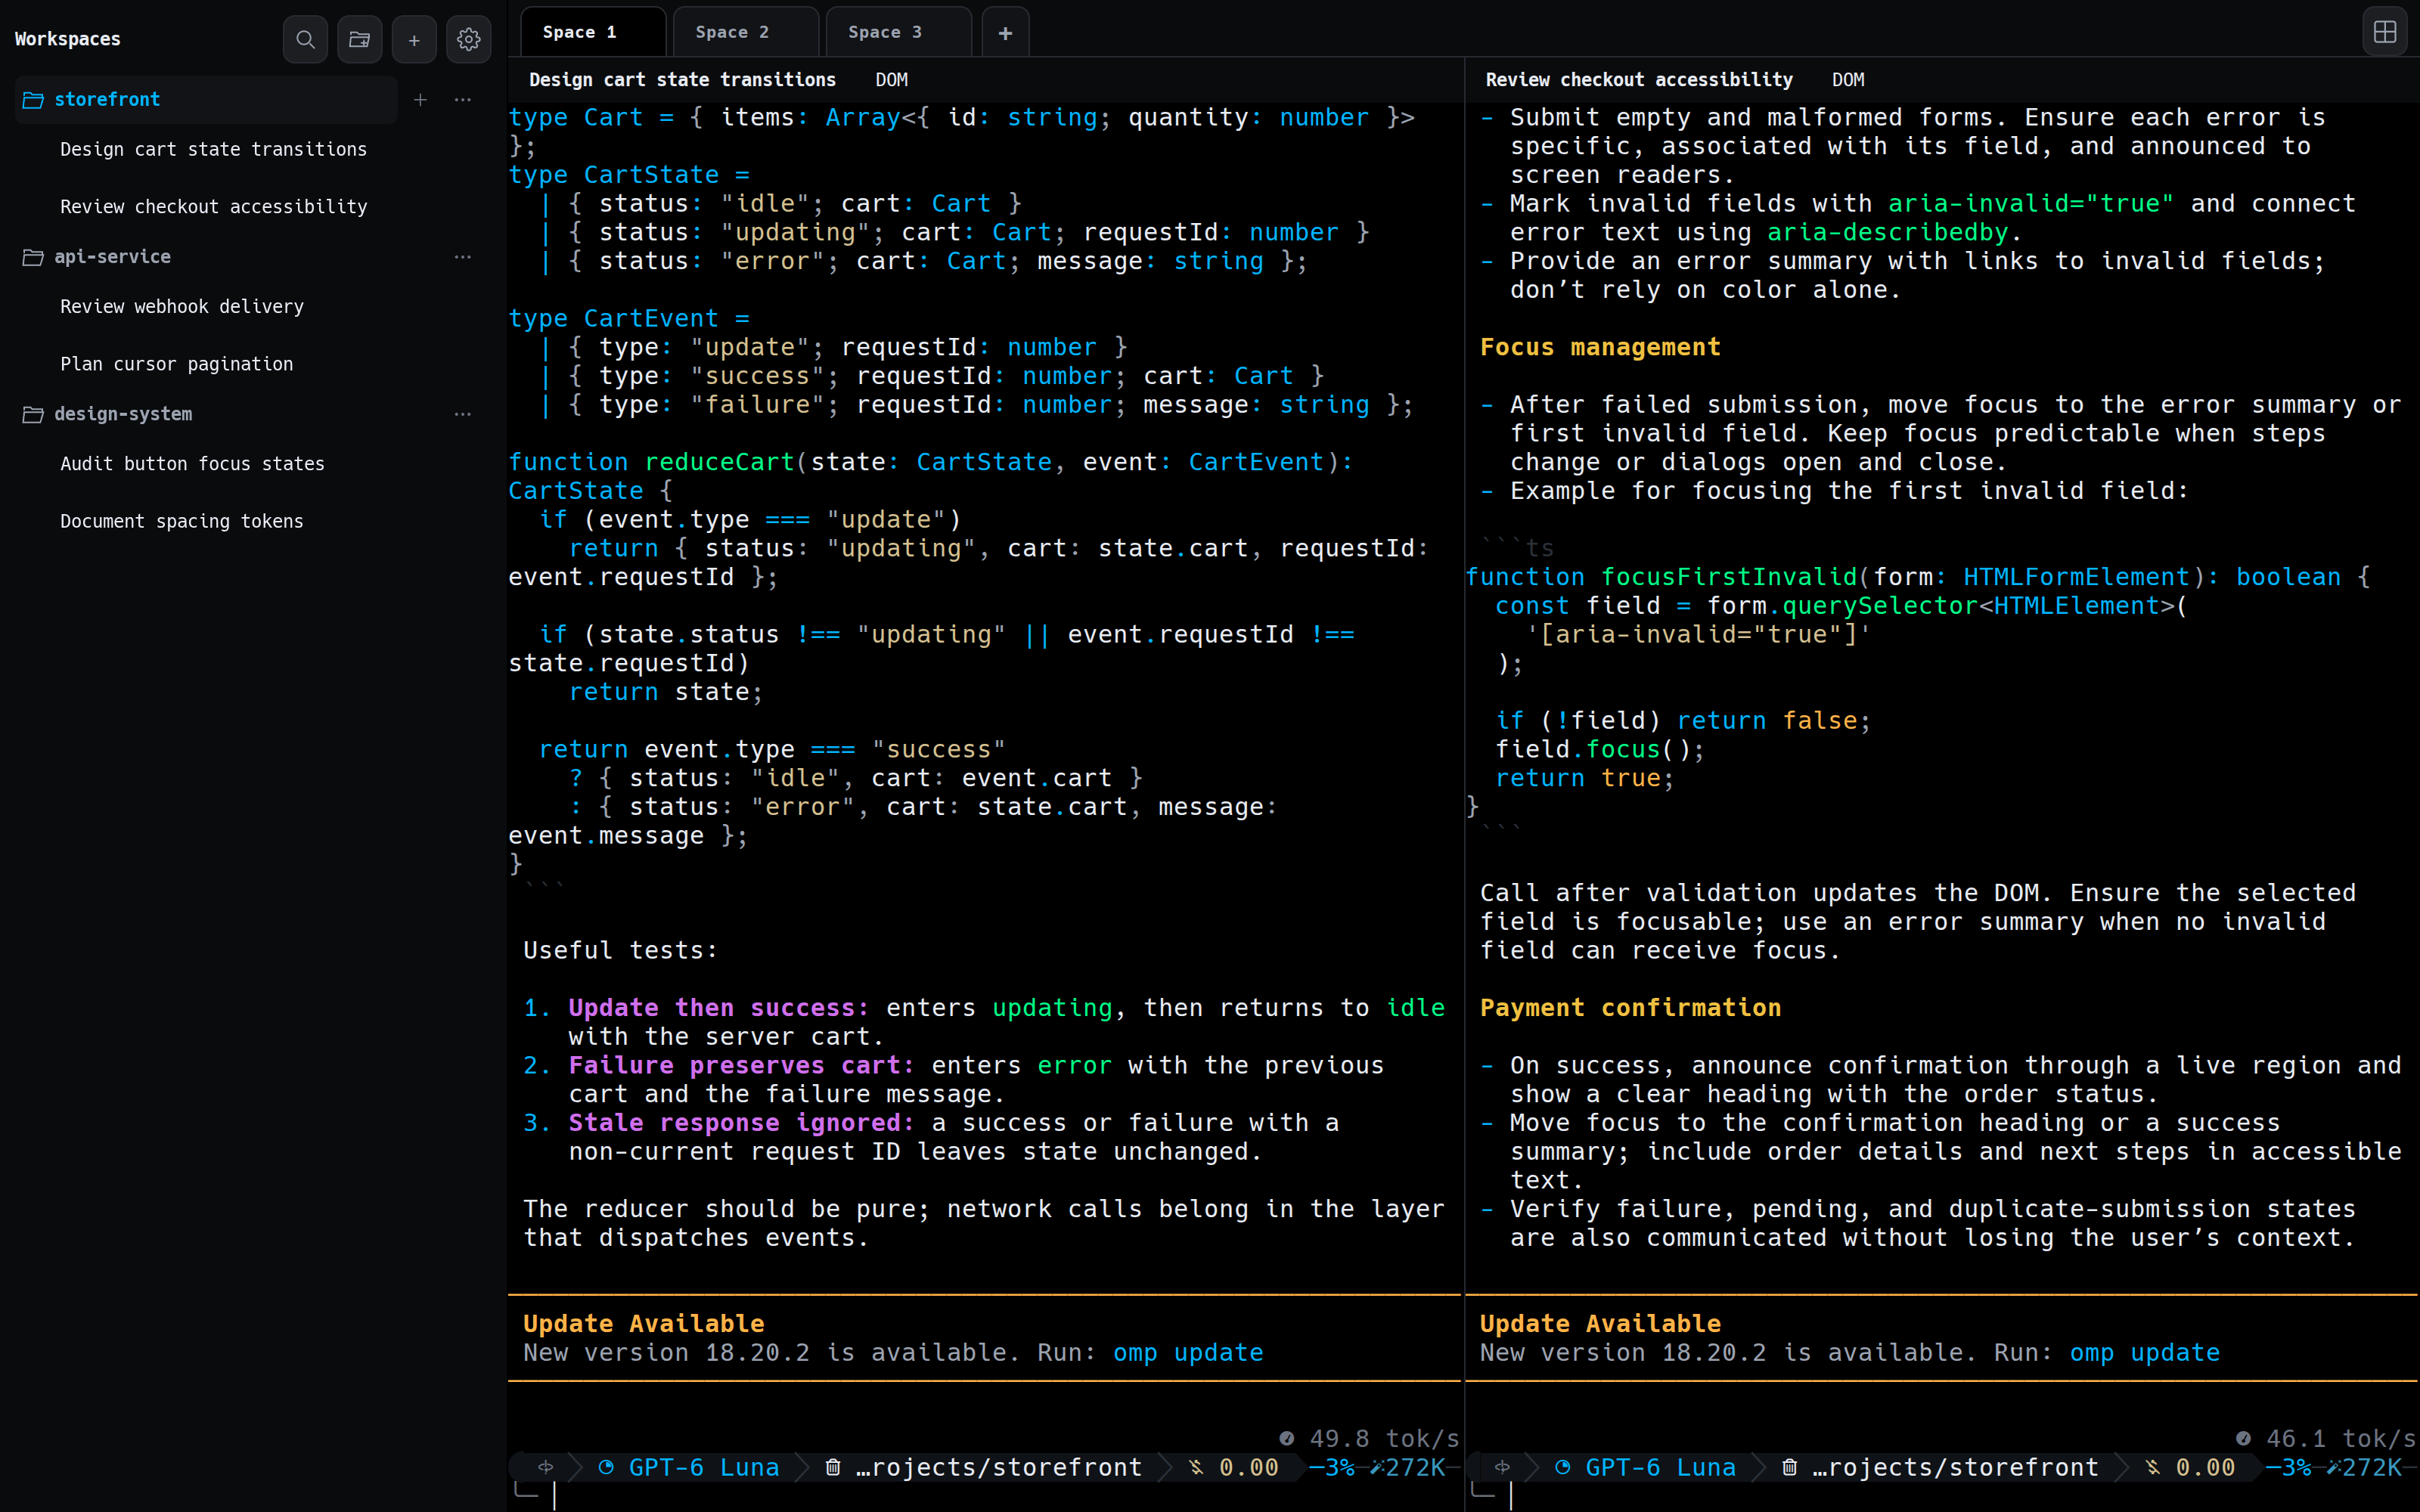 Workspaces
+
storefront
+ ...
Design cart state transitions
Review checkout accessibility
api-service
...
Review webhook delivery
Plan cursor pagination
design-system
...
Audit button focus states
Document spacing tokens
Space 1
Space 2
Space 3
+
Design cart state transitions DOM
type Cart = { items: Array<{ id: string; quantity: number }>
};
type CartState =
  | { status: "idle"; cart: Cart }
  | { status: "updating"; cart: Cart; requestId: number }
  | { status: "error"; cart: Cart; message: string };

type CartEvent =
  | { type: "update"; requestId: number }
  | { type: "success"; requestId: number; cart: Cart }
  | { type: "failure"; requestId: number; message: string };

function reduceCart(state: CartState, event: CartEvent):
CartState {
  if (event.type === "update")
    return { status: "updating", cart: state.cart, requestId:
event.requestId };

  if (state.status !== "updating" || event.requestId !==
state.requestId)
    return state;

  return event.type === "success"
    ? { status: "idle", cart: event.cart }
    : { status: "error", cart: state.cart, message:
event.message };
}
```

Useful tests:

1. Update then success: enters updating, then returns to idle
   with the server cart.
2. Failure preserves cart: enters error with the previous
   cart and the failure message.
3. Stale response ignored: a success or failure with a
   non-current request ID leaves state unchanged.

The reducer should be pure; network calls belong in the layer
that dispatches events.

Update Available
New version 18.20.2 is available. Run: omp update
49.8 tok/s
GPT-6 Luna
…rojects/storefront
0.00
3%
272K
Review checkout accessibility DOM
- Submit empty and malformed forms. Ensure each error is
  specific, associated with its field, and announced to
  screen readers.
- Mark invalid fields with aria-invalid="true" and connect
  error text using aria-describedby.
- Provide an error summary with links to invalid fields;
  don’t rely on color alone.

Focus management

- After failed submission, move focus to the error summary or
  first invalid field. Keep focus predictable when steps
  change or dialogs open and close.
- Example for focusing the first invalid field:

```ts
function focusFirstInvalid(form: HTMLFormElement): boolean {
  const field = form.querySelector<HTMLElement>(
    '[aria-invalid="true"]'
  );

  if (!field) return false;
  field.focus();
  return true;
}
```

Call after validation updates the DOM. Ensure the selected
field is focusable; use an error summary when no invalid
field can receive focus.

Payment confirmation

- On success, announce confirmation through a live region and
  show a clear heading with the order status.
- Move focus to the confirmation heading or a success
  summary; include order details and next steps in accessible
  text.
- Verify failure, pending, and duplicate-submission states
  are also communicated without losing the user’s context.

Update Available
New version 18.20.2 is available. Run: omp update
46.1 tok/s
GPT-6 Luna
…rojects/storefront
0.00
3%
272K